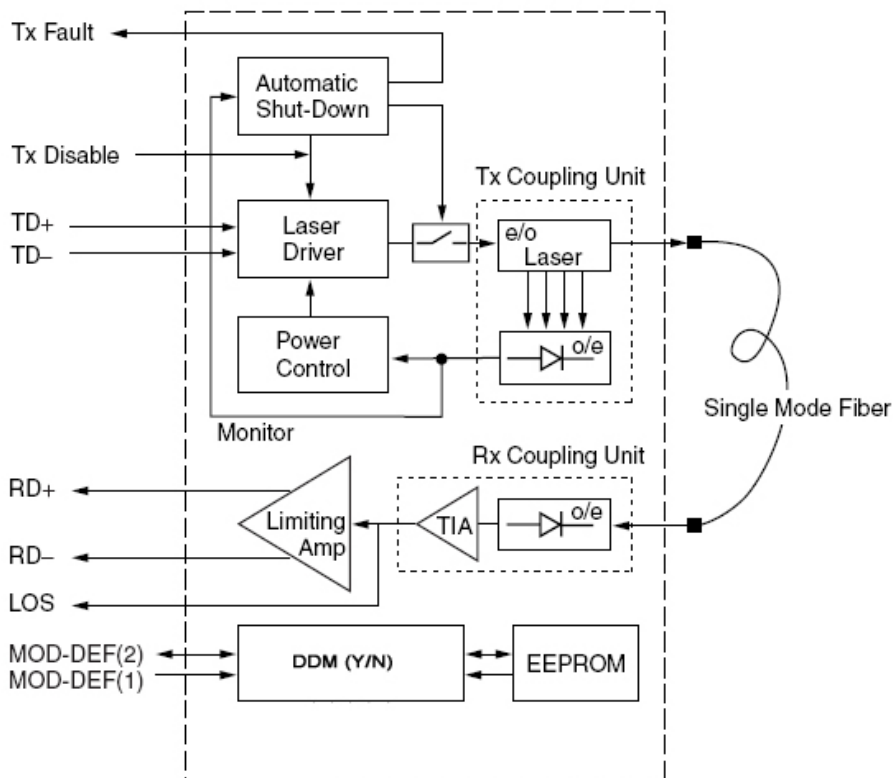 Tx Fault
Automatic
Shut-Down
Tx Disable
Tx Coupling Unit
TD+
TD–
Laser
Driver
e/o
Laser
Power
Control
o/e
Single Mode Fiber
Monitor
Rx Coupling Unit
RD+
RD–
Limiting
Amp
TIA
o/e
LOS
MOD-DEF(2)
MOD-DEF(1)
DDM (Y/N)
EEPROM